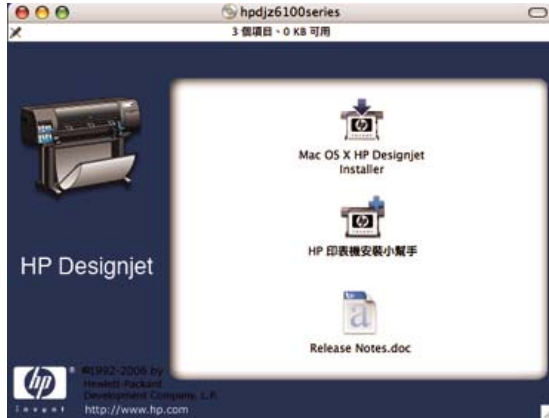 hpdjz6100series
3 個項目，0 KB 可用
Mac OS X HP Designjet
Installer
HP 印表機安裝小幫手
HP Designjet
Release Notes.doc
hp
®
invent
©1992-2006 by
Hewlett-Packard
Development Company, L.P.
http://www.hp.com